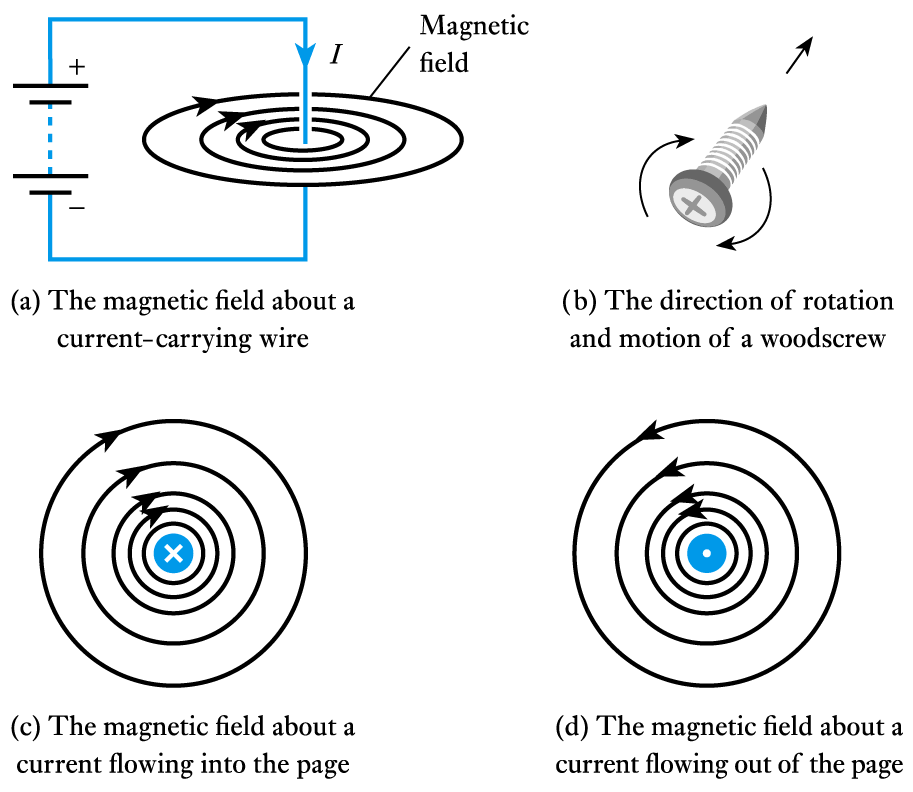 Magnetic
field
I
+
−
(a) The magnetic field about a
current-carrying wire
(b) The direction of rotation
and motion of a woodscrew
(c) The magnetic field about a
current flowing into the page
(d) The magnetic field about a
current flowing out of the page